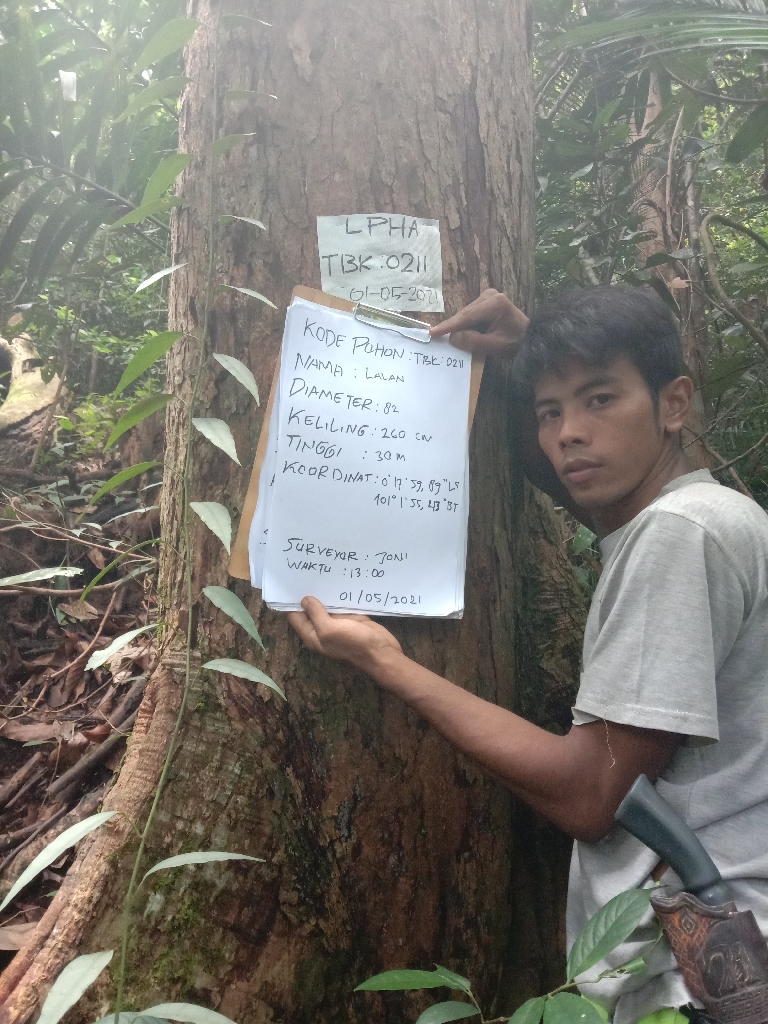 LPHA
TBK:0211
01-05-2021
KODE POHON : TBK:0211
NAMA : LALAN
DIAMETER : 82
KELILING : 260 CM
TINGGI : 30 M
KOORDINAT : 0°17'59,89"LS
101°1'55,43"BT
SURVEYOR : JONI
WAKTU : 13:00
01/05/2021